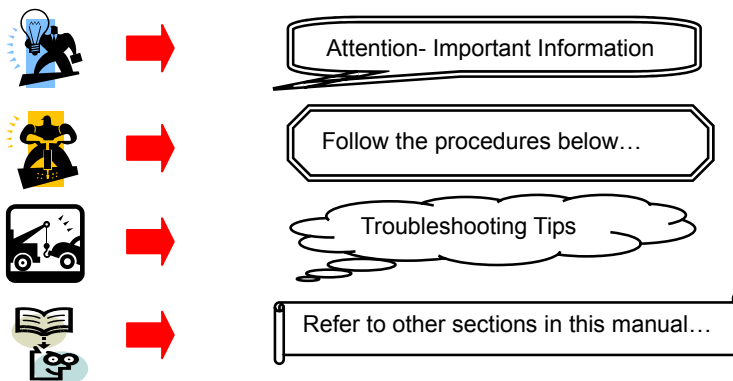 Attention- Important Information
Follow the procedures below…
Troubleshooting Tips
Refer to other sections in this manual…